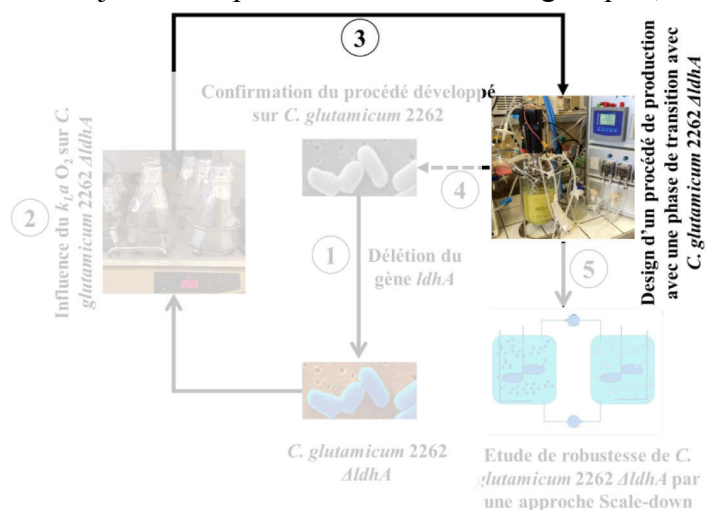 3
Confirmation du procédé développé
sur C. glutamicum 2262
Influence du kLa O2 sur C.
glutamicum 2262 ΔldhA
2
4
1
Délétion du
gène ldhA
Design d'un procédé de production
avec une phase de transition avec
C. glutamicum 2262 ΔldhA
5
C. glutamicum 2262
ΔldhA
Etude de robustesse de C.
glutamicum 2262 ΔldhA par
une approche Scale-down